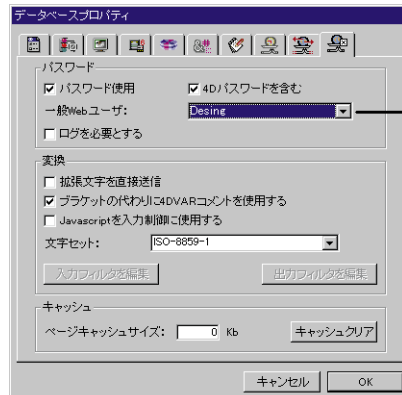 データベースプロパティ
パスワード
パスワード使用 4Dパスワードを含む
一般Webユーザ: Desing
ログを必要とする
変換
拡張文字を直接送信
ブラケットの代わりに4DVARコメントを使用する
Javascriptを入力制御に使用する
文字セット: ISO-8859-1
入力フィルタを編集 出力フィルタを編集
キャッシュ
ページキャッシュサイズ: 0 Kb キャッシュクリア
キャンセル OK